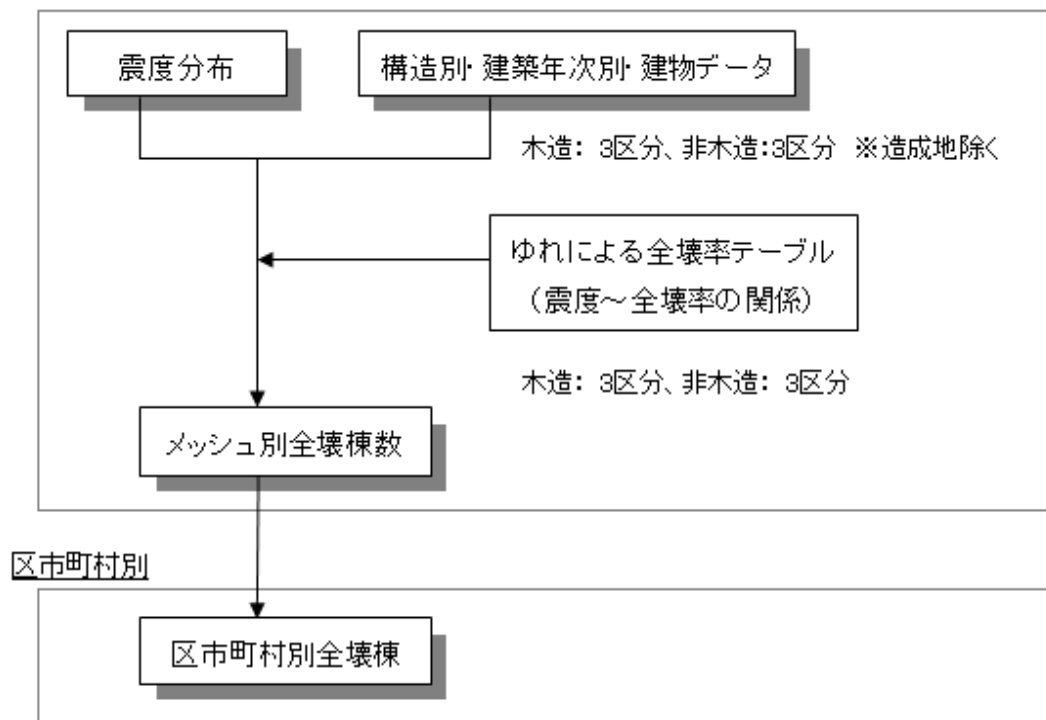 震度分布
構造別・建築年次別・建物データ
木造: 3区分、非木造:3区分 ※造成地除く
ゆれによる全壊率テーブル
(震度～全壊率の関係)
木造: 3区分、非木造: 3区分
メッシュ別全壊棟数
区市町村別
区市町村別全壊棟